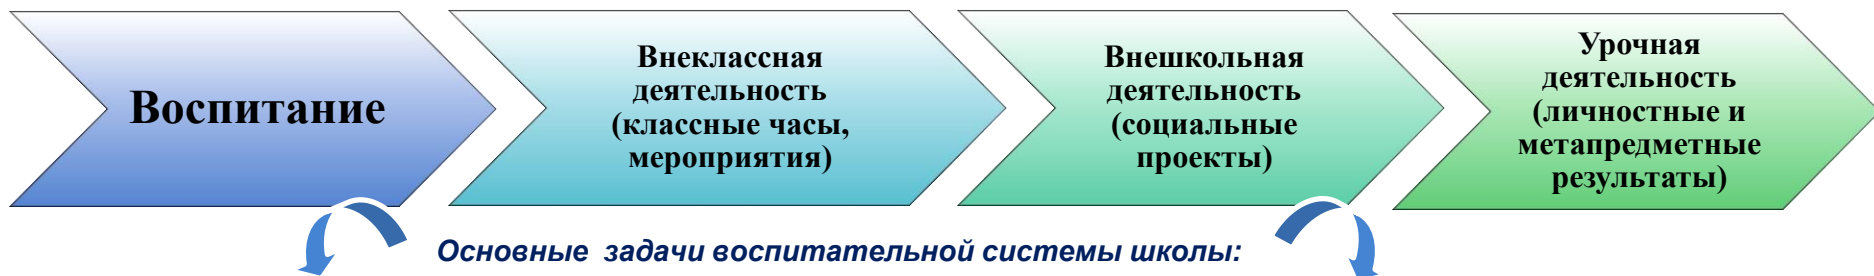 Воспитание
Внеклассная
деятельность
(классные часы,
мероприятия)
Внешкольная
деятельность
(социальные
проекты)
Урочная
деятельность
(личностные и
метапредметные
результаты)
Основные задачи воспитательной системы школы: